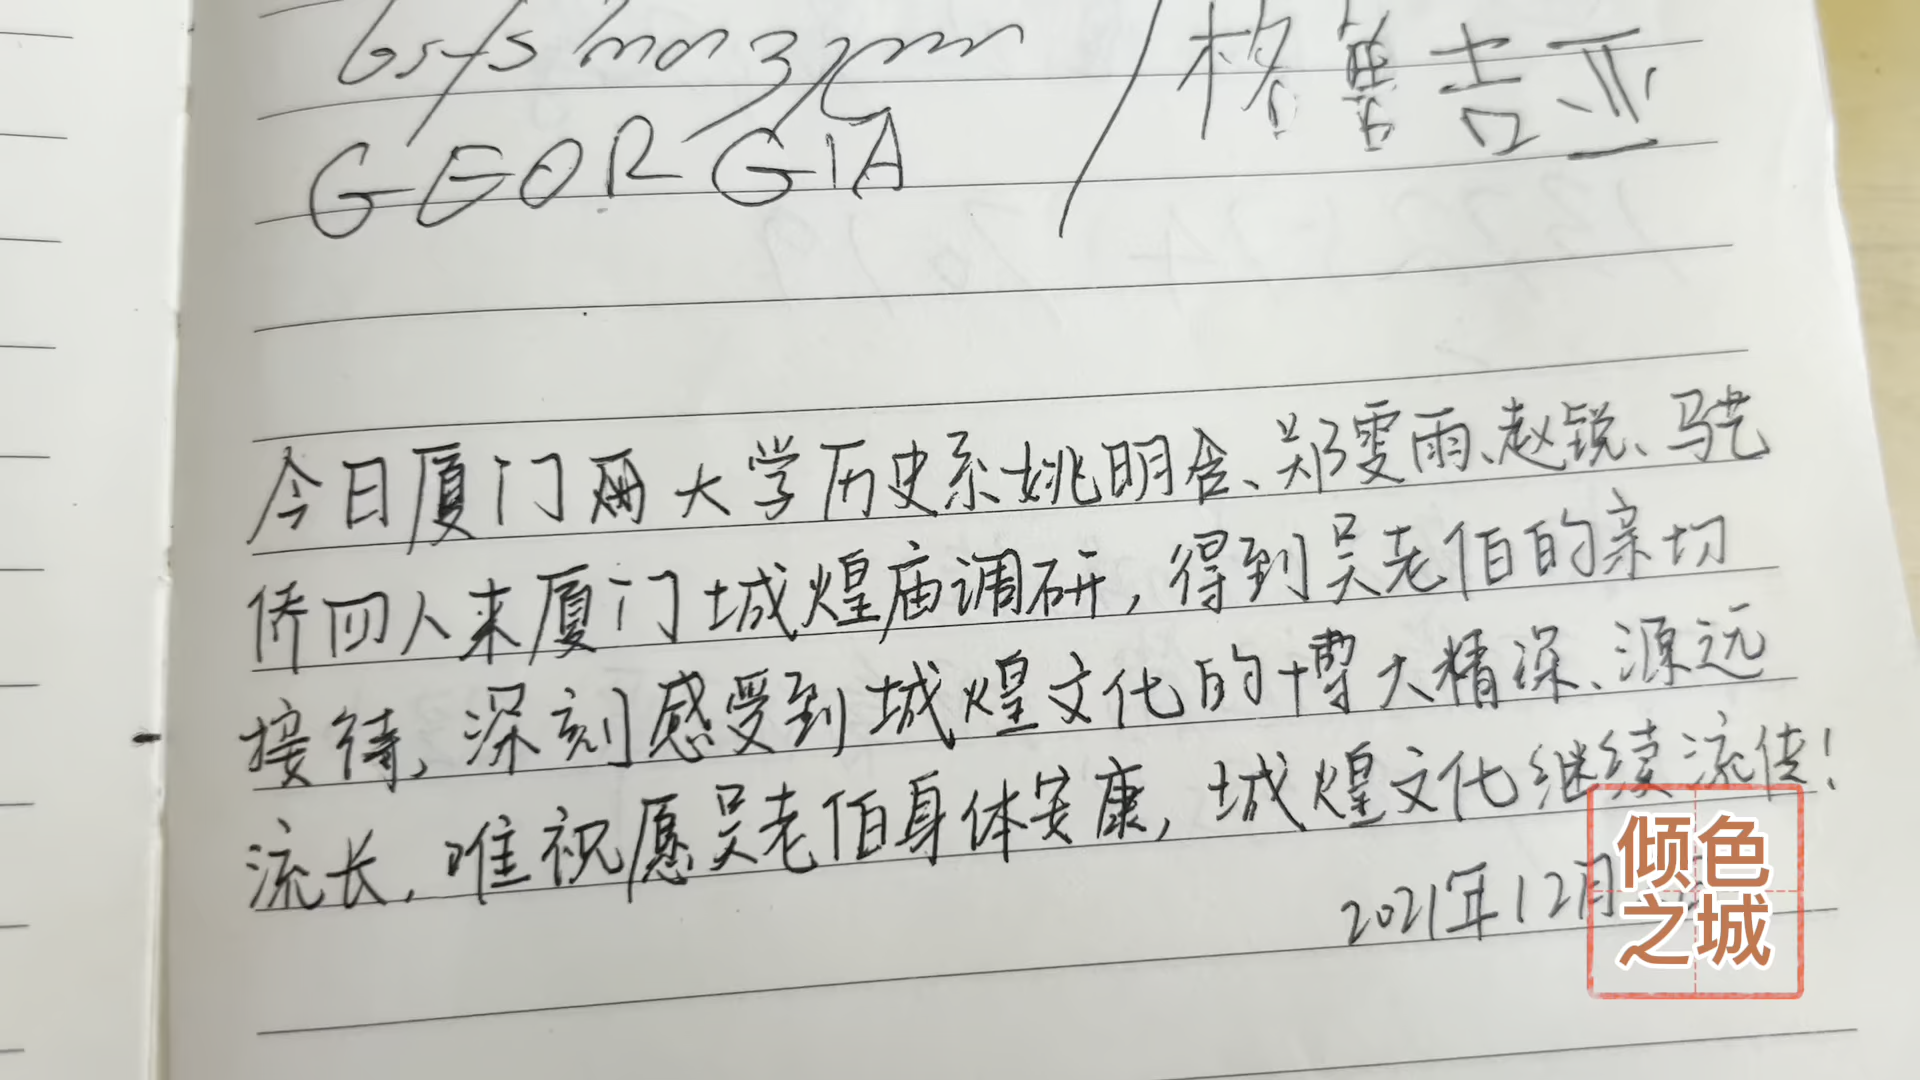 GEORGIA / 格鲁吉亚
今日厦门大学历史系姚明含、郑雯雨、赵锐、骁
侨四人来厦门城煌庙调研，得到吴老伯的亲切
接待，深刻感受到城煌文化的博大精深、源远
流长，唯祝愿吴老伯身体安康，城煌文化继续流传！
2021年12月
倾色
之城